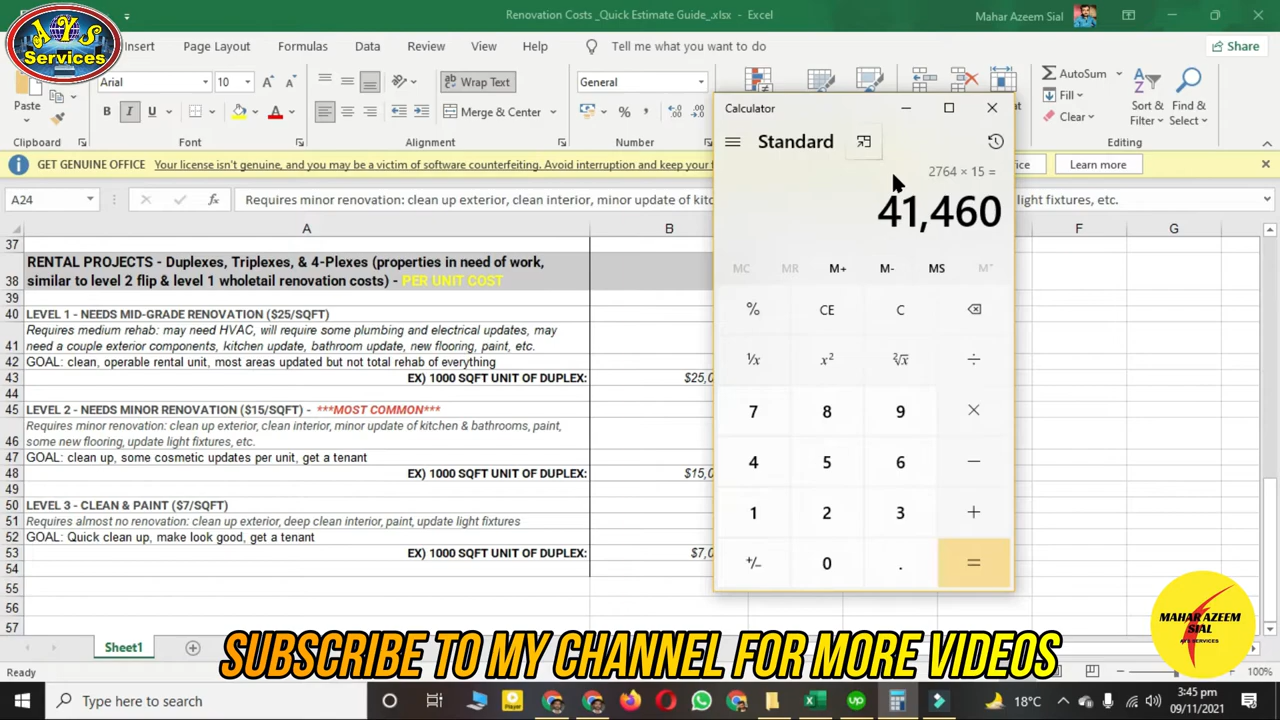 AYS
Services
Renovation Costs _Quick Estimate Guide_.xlsx - Excel
Mahar Azeem Sial
Insert
Page Layout
Formulas
Data
Review
View
Help
Tell me what you want to do
Share
Paste
Arial
10
Wrap Text
General
B I U
Merge & Center
AutoSum
Fill
Clear
Sort &
Filter
Find &
Select
Clipboard
Font
Alignment
Number
Editing
GET GENUINE OFFICE Your license isn't genuine, and you may be a victim of software counterfeiting. Avoid interruption and keep your
Learn more
A24
Requires minor renovation: clean up exterior, clean interior, minor update of
light fixtures, etc.
A B F G
37
38 RENTAL PROJECTS - Duplexes, Triplexes, & 4-Plexes (properties in need of work,
similar to level 2 flip & level 1 wholetail renovation costs) - PER UNIT COST
39
40 LEVEL 1 - NEEDS MID-GRADE RENOVATION ($25/SQFT)
41 Requires medium rehab: may need HVAC, will require some plumbing and electrical updates, may
need a couple exterior components, kitchen update, bathroom update, new flooring, paint, etc.
42 GOAL: clean, operable rental unit, most areas updated but not total rehab of everything
43 EX) 1000 SQFT UNIT OF DUPLEX: $25,0
44
45 LEVEL 2 - NEEDS MINOR RENOVATION ($15/SQFT) - ***MOST COMMON***
46 Requires minor renovation: clean up exterior, clean interior, minor update of kitchen & bathrooms, paint,
some new flooring, update light fixtures, etc.
47 GOAL: clean up, some cosmetic updates per unit, get a tenant
48 EX) 1000 SQFT UNIT OF DUPLEX: $15,0
49
50 LEVEL 3 - CLEAN & PAINT ($7/SQFT)
51 Requires almost no renovation: clean up exterior, deep clean interior, paint, update light fixtures
52 GOAL: Quick clean up, make look good, get a tenant
53 EX) 1000 SQFT UNIT OF DUPLEX: $7,0
54
55
56
57
Calculator
Standard
2764 × 15 =
41,460
MC MR M+ M- MS M˅
% CE C
¹/x x² ²√x ÷
7 8 9 ×
4 5 6 −
1 2 3 +
+/− 0 . =
Sheet1
Ready
100%
SUBSCRIBE TO MY CHANNEL FOR MORE VIDEOS
MAHAR AZEEM
SIAL
AYS SERVICES
Type here to search
Player
up
18°C
3:45 pm
09/11/2021